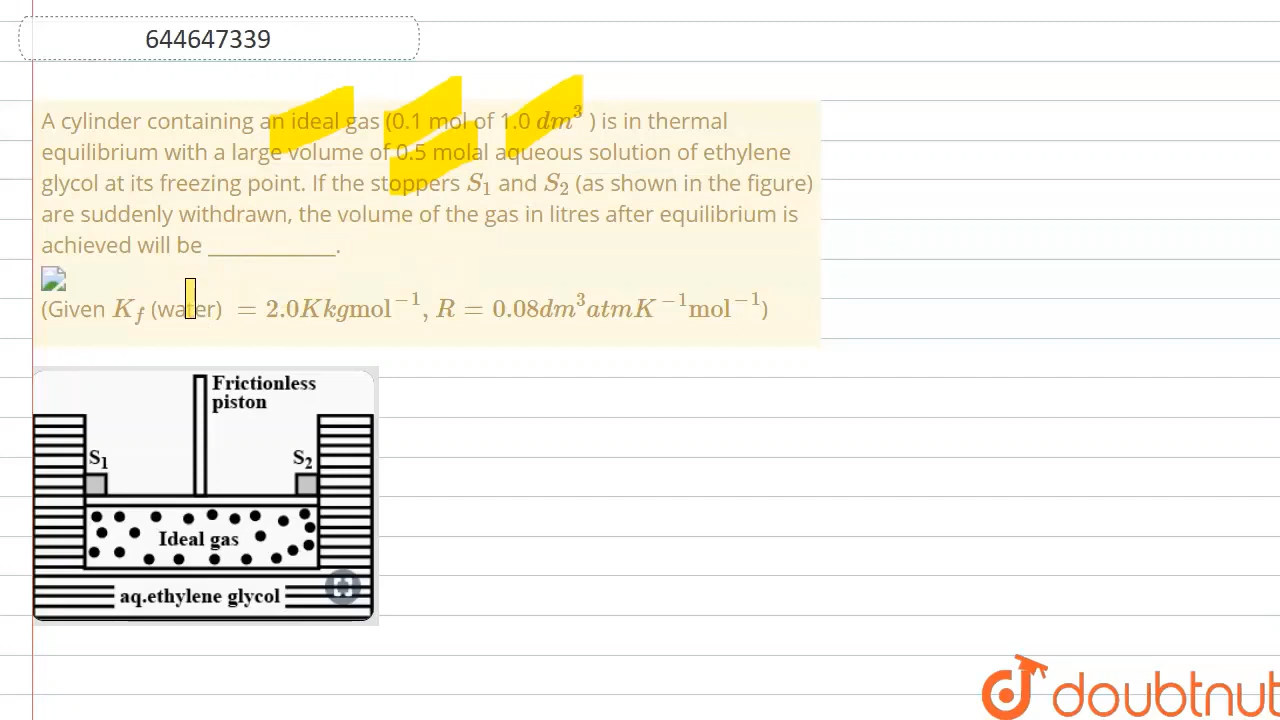 644647339
A cylinder containing an ideal gas (0.1 mol of 1.0 dm³ ) is in thermal
equilibrium with a large volume of 0.5 molal aqueous solution of ethylene
glycol at its freezing point. If the stoppers S₁ and S₂ (as shown in the figure)
are suddenly withdrawn, the volume of the gas in litres after equilibrium is
achieved will be ____________.
(Given K_f (water) = 2.0Kkgmol⁻¹, R = 0.08dm³atmK⁻¹mol⁻¹)
Frictionless
piston
S₁ S₂
Ideal gas
aq.ethylene glycol
doubtnut